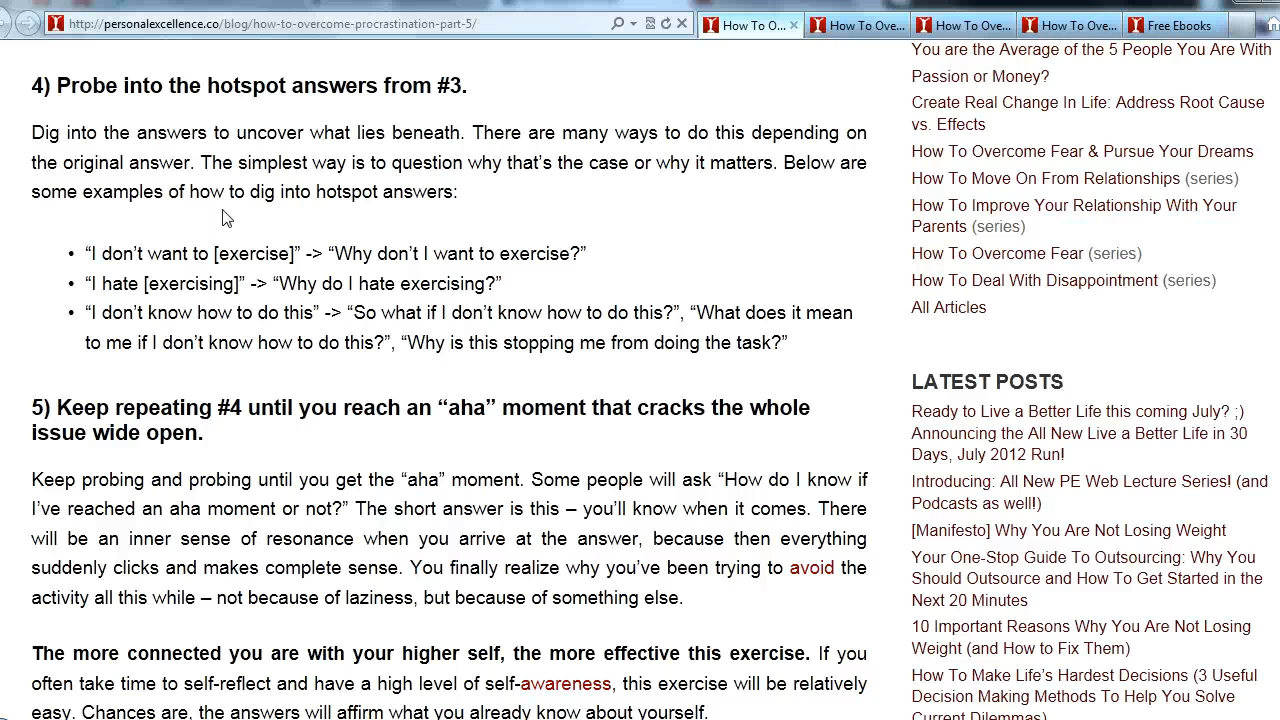 http://personalexcellence.co/blog/how-to-overcome-procrastination-part-5/
How To O...
How To Ove...
How To Ove...
How To Ove...
Free Ebooks
4) Probe into the hotspot answers from #3.
Dig into the answers to uncover what lies beneath. There are many ways to do this depending on
the original answer. The simplest way is to question why that's the case or why it matters. Below are
some examples of how to dig into hotspot answers:
• “I don't want to [exercise]” -> “Why don't I want to exercise?”
• “I hate [exercising]” -> “Why do I hate exercising?”
• “I don't know how to do this” -> “So what if I don't know how to do this?”, “What does it mean
to me if I don't know how to do this?”, “Why is this stopping me from doing the task?”
5) Keep repeating #4 until you reach an “aha” moment that cracks the whole
issue wide open.
Keep probing and probing until you get the “aha” moment. Some people will ask “How do I know if
I've reached an aha moment or not?” The short answer is this – you'll know when it comes. There
will be an inner sense of resonance when you arrive at the answer, because then everything
suddenly clicks and makes complete sense. You finally realize why you've been trying to avoid the
activity all this while – not because of laziness, but because of something else.
The more connected you are with your higher self, the more effective this exercise. If you
often take time to self-reflect and have a high level of self-awareness, this exercise will be relatively
easy. Chances are, the answers will affirm what you already know about yourself.
You are the Average of the 5 People You Are With
Passion or Money?
Create Real Change In Life: Address Root Cause
vs. Effects
How To Overcome Fear & Pursue Your Dreams
How To Move On From Relationships (series)
How To Improve Your Relationship With Your
Parents (series)
How To Overcome Fear (series)
How To Deal With Disappointment (series)
All Articles
LATEST POSTS
Ready to Live a Better Life this coming July? ;)
Announcing the All New Live a Better Life in 30
Days, July 2012 Run!
Introducing: All New PE Web Lecture Series! (and
Podcasts as well!)
[Manifesto] Why You Are Not Losing Weight
Your One-Stop Guide To Outsourcing: Why You
Should Outsource and How To Get Started in the
Next 20 Minutes
10 Important Reasons Why You Are Not Losing
Weight (and How to Fix Them)
How To Make Life's Hardest Decisions (3 Useful
Decision Making Methods To Help You Solve
Current Dilemmas)